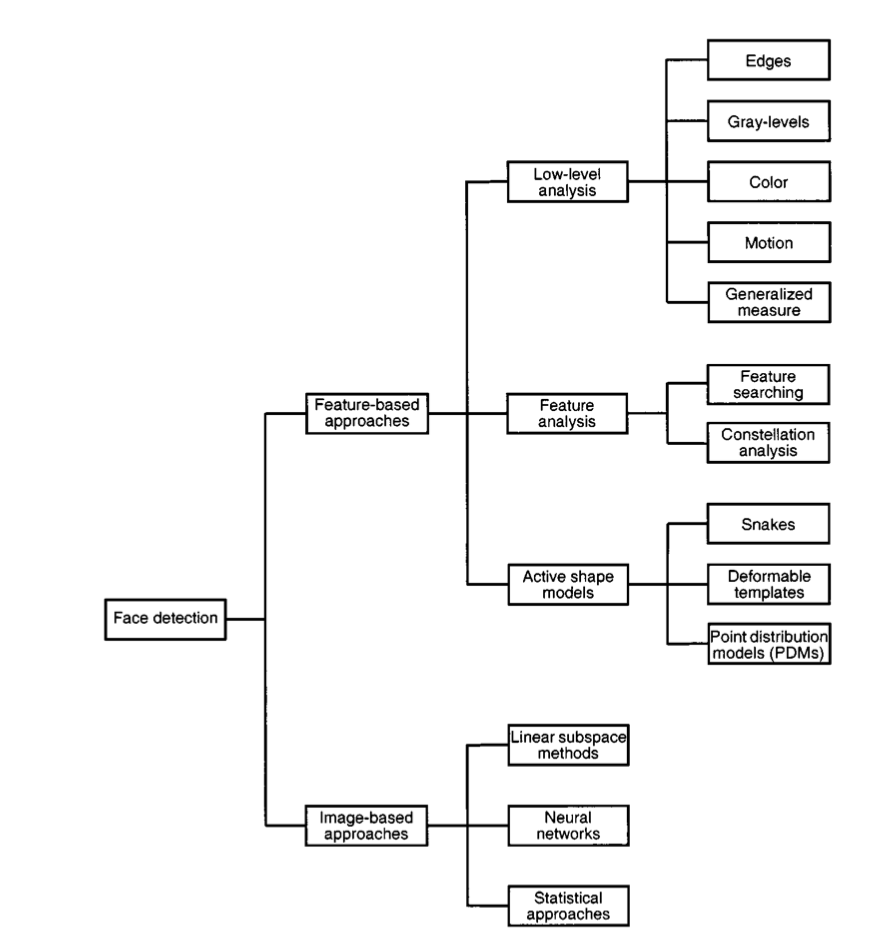 Edges
Gray-levels
Low-level
analysis
Color
Motion
Generalized
measure
Feature-based
approaches
Feature
analysis
Feature
searching
Constellation
analysis
Snakes
Active shape
models
Deformable
templates
Point distribution
models (PDMs)
Face detection
Linear subspace
methods
Image-based
approaches
Neural
networks
Statistical
approaches